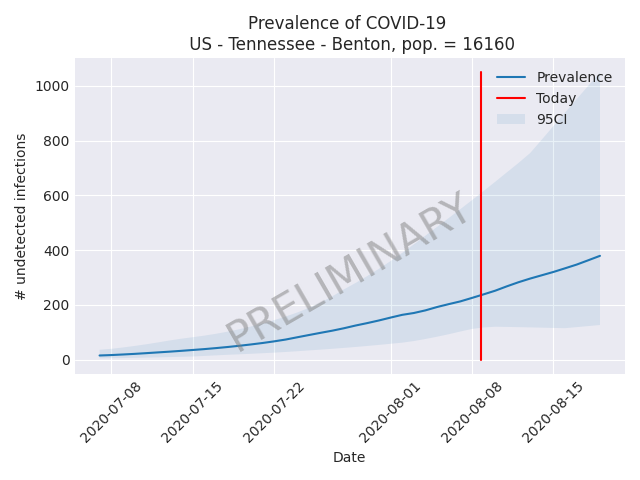 Prevalence of COVID-19
US - Tennessee - Benton, pop. = 16160
Prevalence
Today
95CI
1000
800
600
400
200
0
# undetected infections
PRELIMINARY
2020-07-08
2020-07-15
2020-07-22
2020-08-01
2020-08-08
2020-08-15
Date